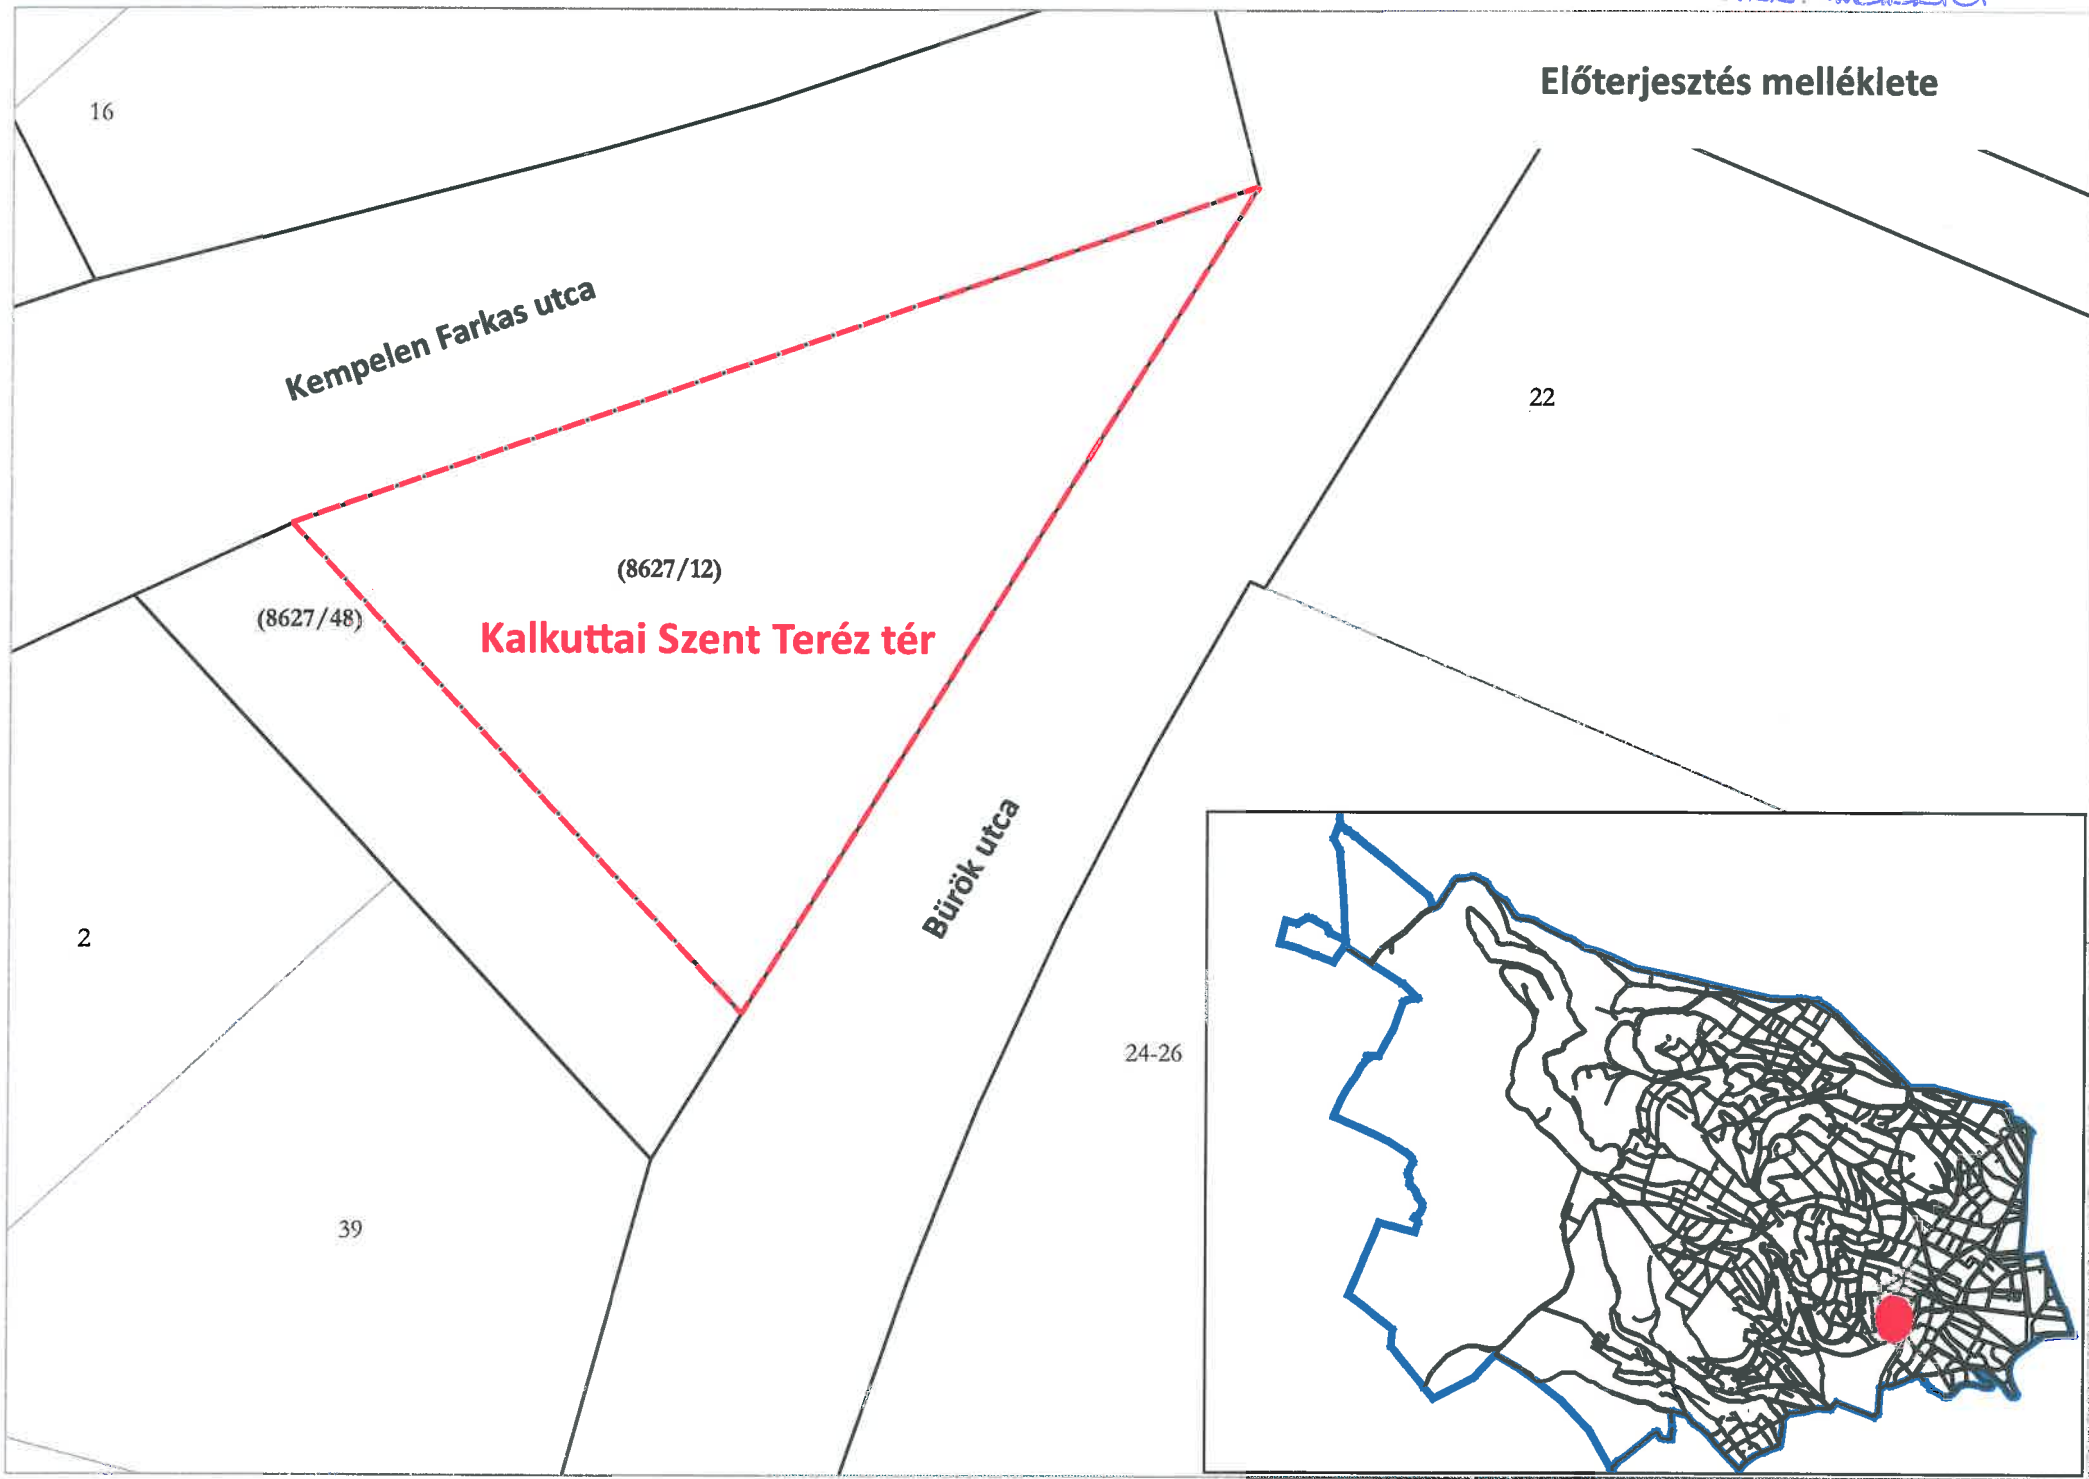 Előterjesztés melléklete
16
Kempelen Farkas utca
22
(8627/12)
(8627/48)
Kalkuttai Szent Teréz tér
Bürök utca
2
24-26
39